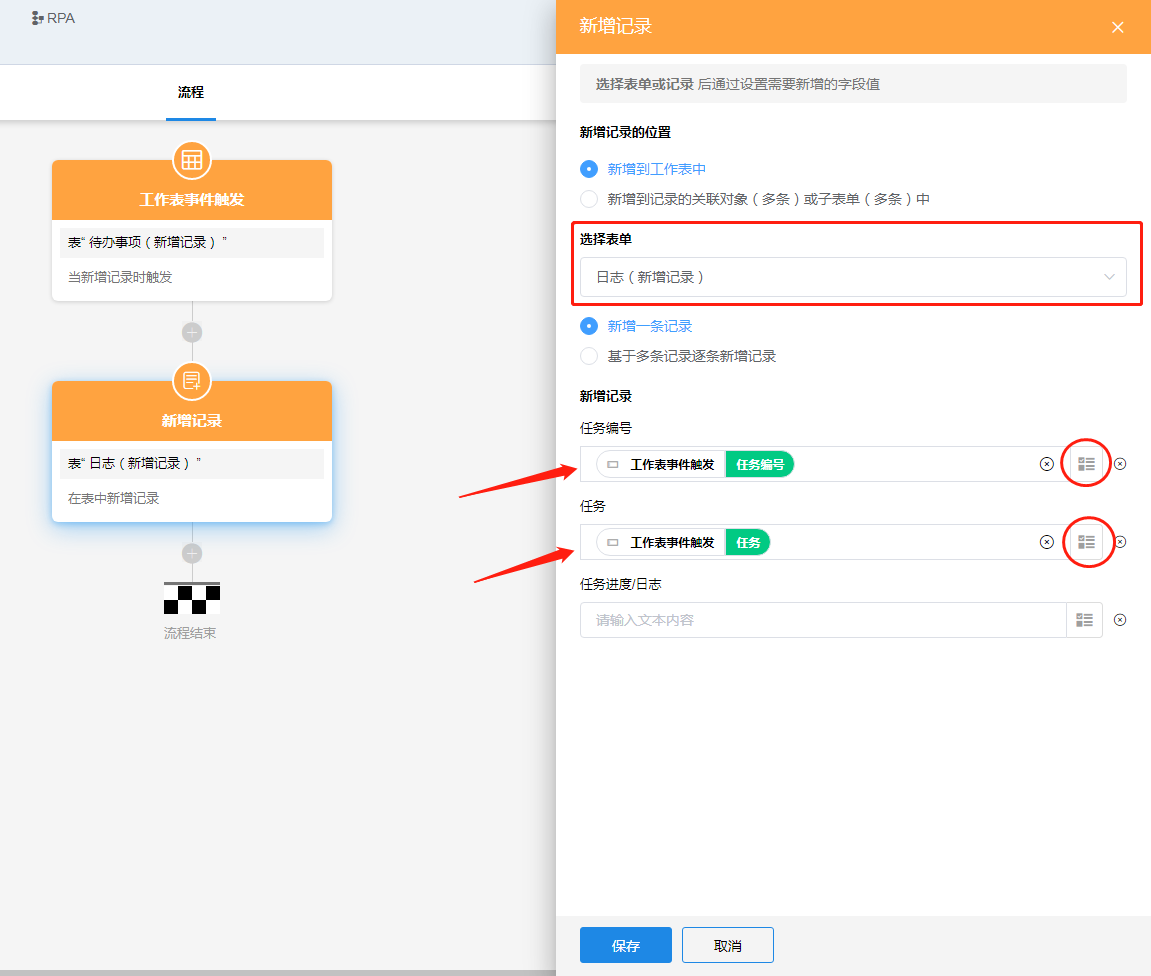 RPA
流程
工作表事件触发
表“ 待办事项（新增记录）”
当新增记录时触发
新增记录
表“ 日志（新增记录）”
在表中新增记录
流程结束
新增记录
选择表单或记录 后通过设置需要新增的字段值
新增记录的位置
新增到工作表中
新增到记录的关联对象（多条）或子表单（多条）中
选择表单
日志（新增记录）
新增一条记录
基于多条记录逐条新增记录
新增记录
任务编号
工作表事件触发 任务编号
任务
工作表事件触发 任务
任务进度/日志
请输入文本内容
保存 取消